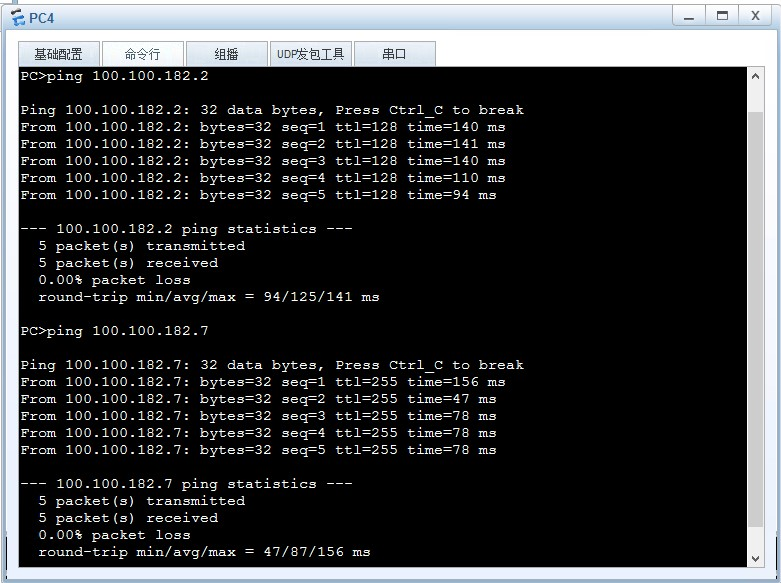 PC4
基础配置 命令行 组播 UDP发包工具 串口
PC>ping 100.100.182.2
Ping 100.100.182.2: 32 data bytes, Press Ctrl_C to break
From 100.100.182.2: bytes=32 seq=1 ttl=128 time=140 ms
From 100.100.182.2: bytes=32 seq=2 ttl=128 time=141 ms
From 100.100.182.2: bytes=32 seq=3 ttl=128 time=140 ms
From 100.100.182.2: bytes=32 seq=4 ttl=128 time=110 ms
From 100.100.182.2: bytes=32 seq=5 ttl=128 time=94 ms
--- 100.100.182.2 ping statistics ---
5 packet(s) transmitted
5 packet(s) received
0.00% packet loss
round-trip min/avg/max = 94/125/141 ms
PC>ping 100.100.182.7
Ping 100.100.182.7: 32 data bytes, Press Ctrl_C to break
From 100.100.182.7: bytes=32 seq=1 ttl=255 time=156 ms
From 100.100.182.7: bytes=32 seq=2 ttl=255 time=47 ms
From 100.100.182.7: bytes=32 seq=3 ttl=255 time=78 ms
From 100.100.182.7: bytes=32 seq=4 ttl=255 time=78 ms
From 100.100.182.7: bytes=32 seq=5 ttl=255 time=78 ms
--- 100.100.182.7 ping statistics ---
5 packet(s) transmitted
5 packet(s) received
0.00% packet loss
round-trip min/avg/max = 47/87/156 ms